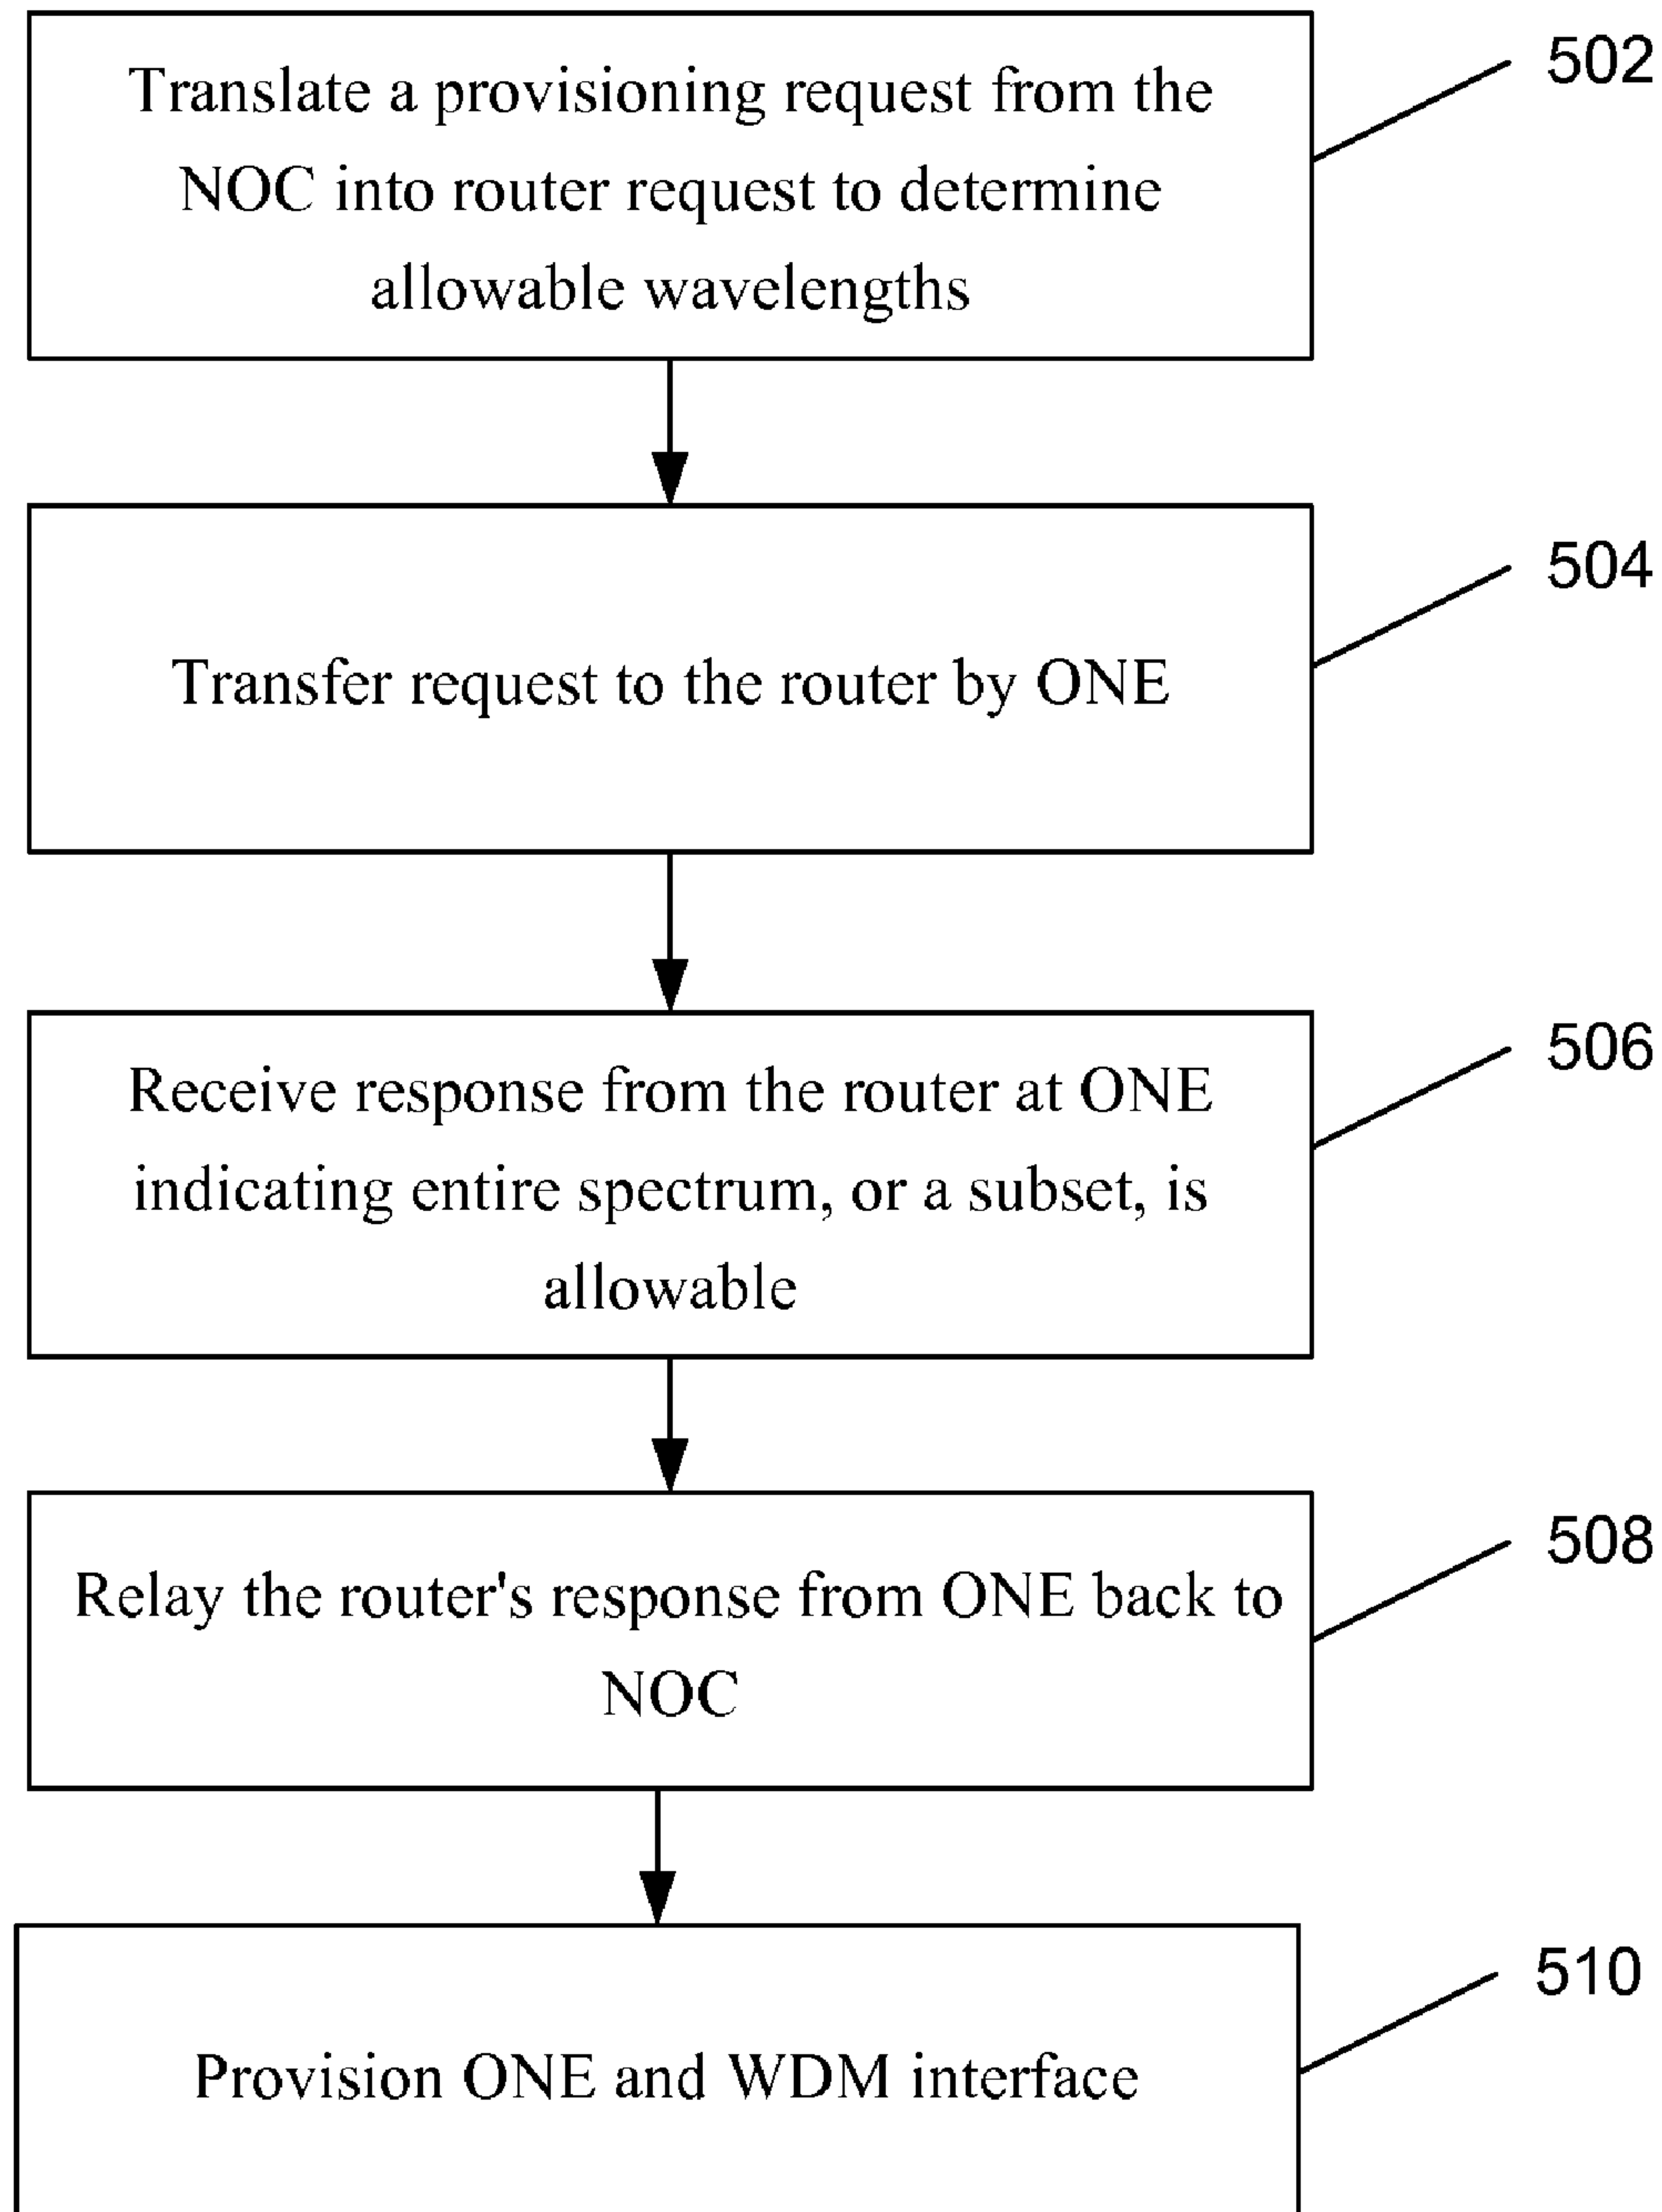 Translate a provisioning request from the
NOC into router request to determine
allowable wavelengths
502
Transfer request to the router by ONE
504
Receive response from the router at ONE
indicating entire spectrum, or a subset, is
allowable
506
Relay the router's response from ONE back to
NOC
508
Provision ONE and WDM interface
510